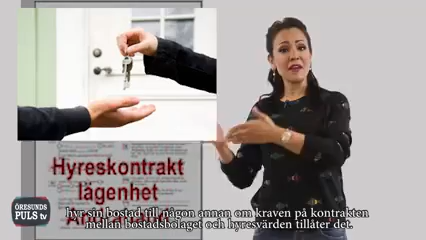 Hyreskontrakt
lägenhet
hyr sin bostad till någon annan om kraven på kontrakten
mellan bostadsbolaget och hyresvärden tillåter det.
ÖRESUNDS
PULS tv